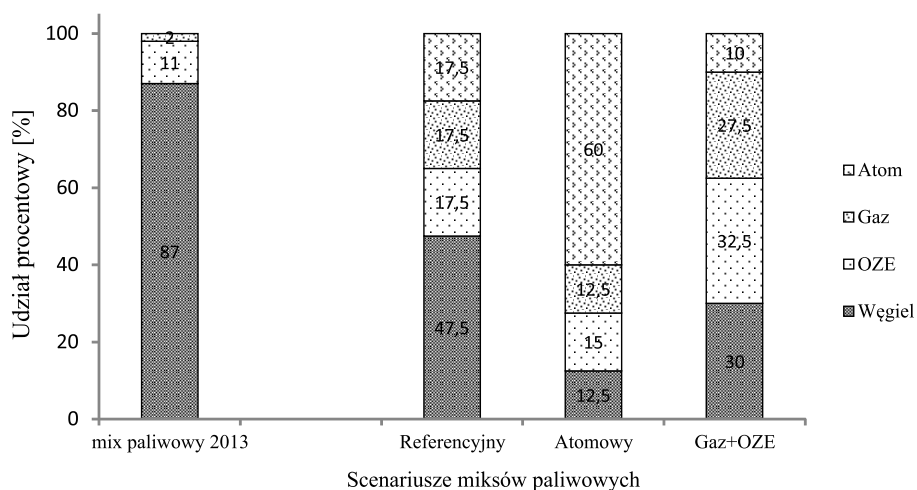 Udział procentowy [%]
100
80
60
40
20
0
2
11
87
17,5
17,5
17,5
47,5
60
12,5
15
12,5
10
27,5
32,5
30
mix paliwowy 2013
Referencyjny
Atomowy
Gaz+OZE
Scenariusze miksów paliwowych
Atom
Gaz
OZE
Węgiel